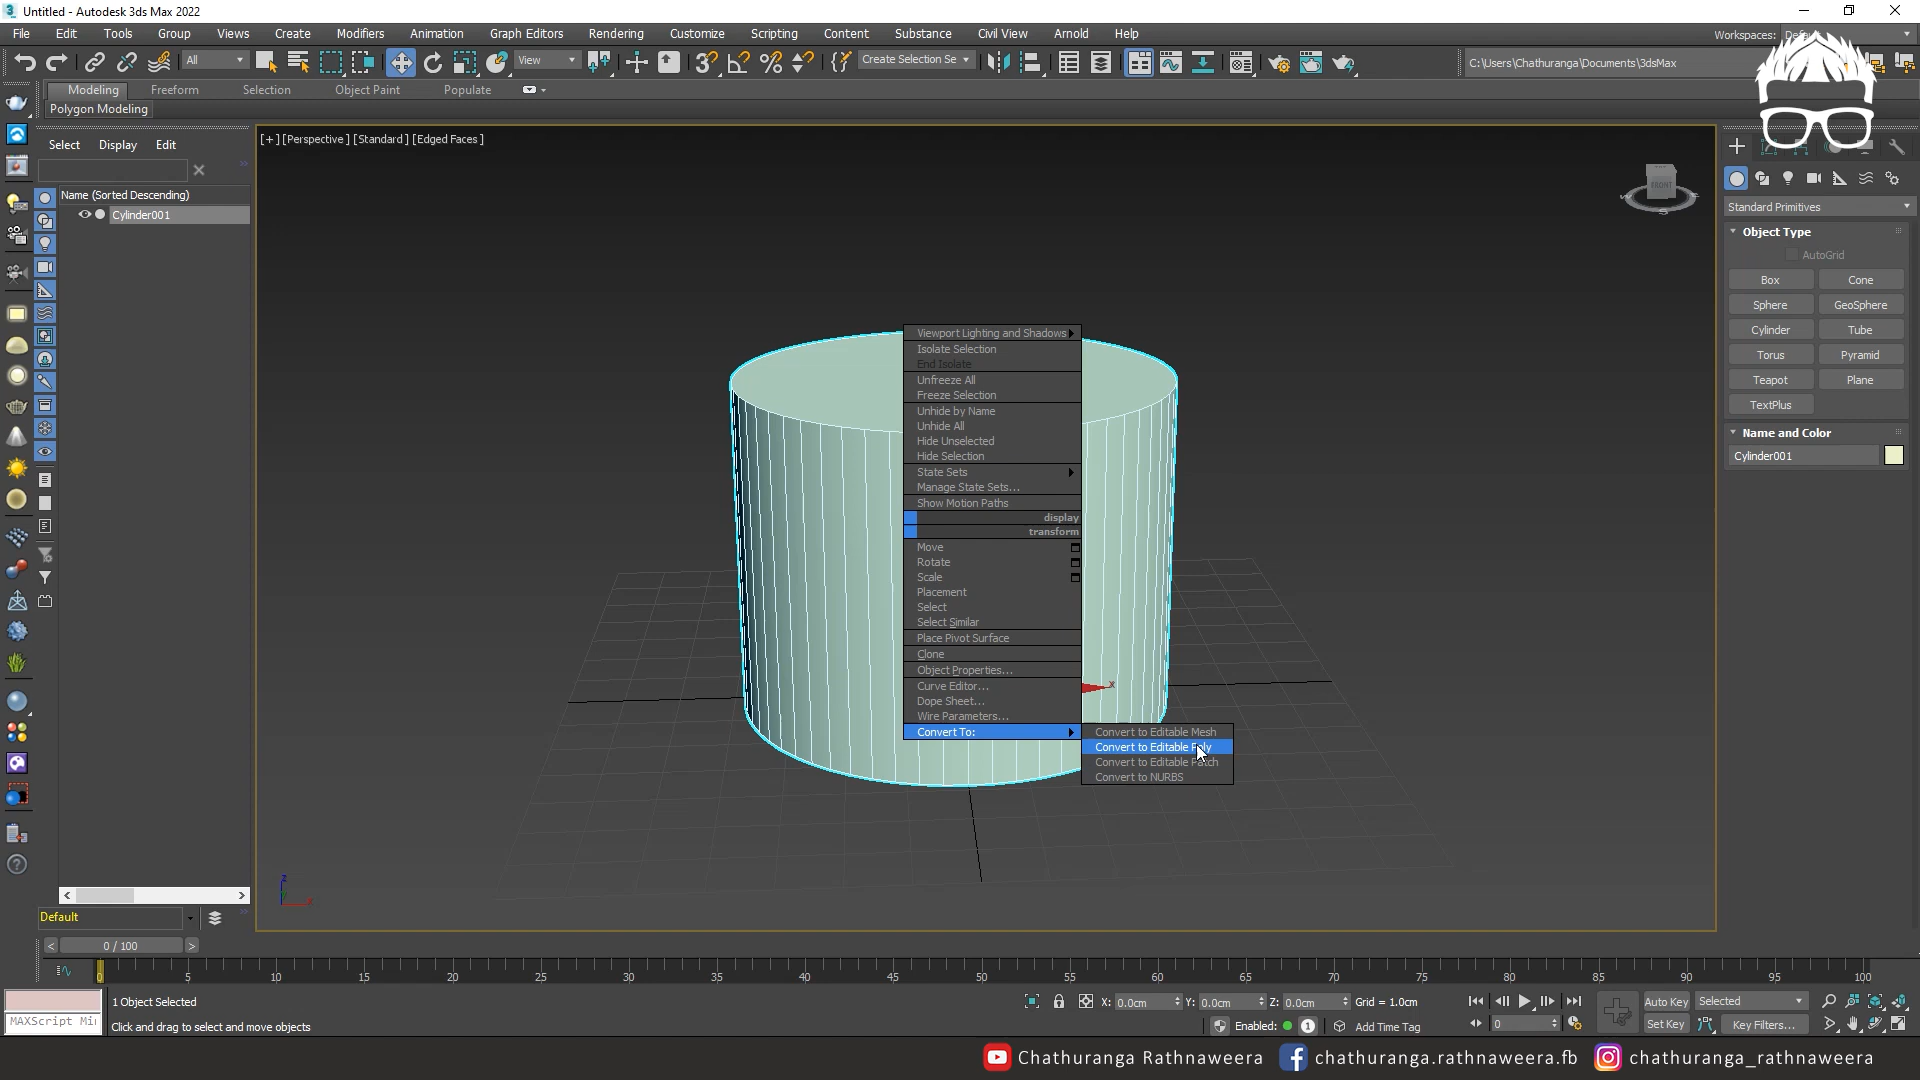 Untitled - Autodesk 3ds Max 2022
File Edit Tools Group Views Create Modifiers Animation Graph Editors Rendering Customize Scripting Content Substance Civil View Arnold Help
Workspaces:
All View Create Selection Se C:\Users\Chathuranga\Documents\3dsMax
Modeling Freeform Selection Object Paint Populate
Polygon Modeling
Select Display Edit
[+] [Perspective] [Standard] [Edged Faces]
FRONT
Name (Sorted Descending)
Cylinder001
Standard Primitives
Object Type
AutoGrid
Box Cone
Sphere GeoSphere
Cylinder Tube
Torus Pyramid
Teapot Plane
TextPlus
Name and Color
Cylinder001
Viewport Lighting and Shadows
Isolate Selection
End Isolate
Unfreeze All
Freeze Selection
Unhide by Name
Unhide All
Hide Unselected
Hide Selection
State Sets
Manage State Sets...
Show Motion Paths
display
transform
Move
Rotate
Scale
Placement
Select
Select Similar
Place Pivot Surface
Clone
Object Properties...
Curve Editor...
Dope Sheet...
Wire Parameters...
Convert To:
Convert to Editable Mesh
Convert to Editable Poly
Convert to Editable Patch
Convert to NURBS
x
Default
0 / 100
0 5 10 15 20 25 30 35 40 45 50 55 60 65 70 75 80 85 90 95 100
1 Object Selected X: 0.0cm Y: 0.0cm Z: 0.0cm Grid = 1.0cm Auto Key Selected
MAXScript Mi Click and drag to select and move objects Enabled: 1 Add Time Tag 0 Set Key Key Filters...
Chathuranga Rathnaweera chathuranga.rathnaweera.fb chathuranga_rathnaweera